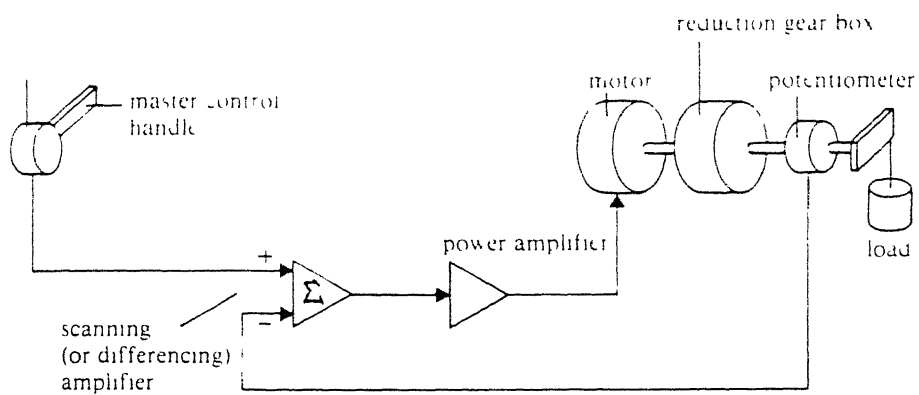 reduction gear box
motor
potentiometer
master control
handle
power amplifier
load
+
Σ
−
scanning
(or differencing)
amplifier